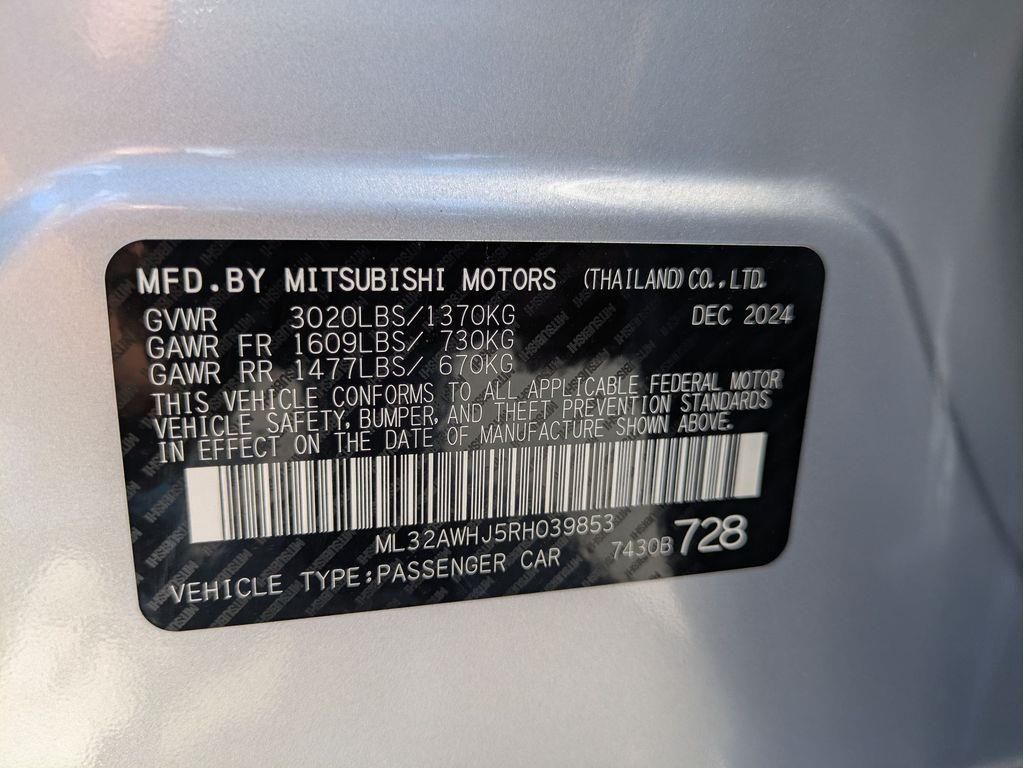 MFD.BY MITSUBISHI MOTORS (THAILAND)CO.,LTD.
GVWR 3020LBS/1370KG DEC 2024
GAWR FR 1609LBS/ 730KG
GAWR RR 1477LBS/ 670KG
THIS VEHICLE CONFORMS TO ALL APPLICABLE FEDERAL MOTOR
VEHICLE SAFETY, BUMPER, AND THEFT PREVENTION STANDARDS
IN EFFECT ON THE DATE OF MANUFACTURE SHOWN ABOVE.
ML32AWHJ5RH039853
7430B 728
VEHICLE TYPE:PASSENGER CAR